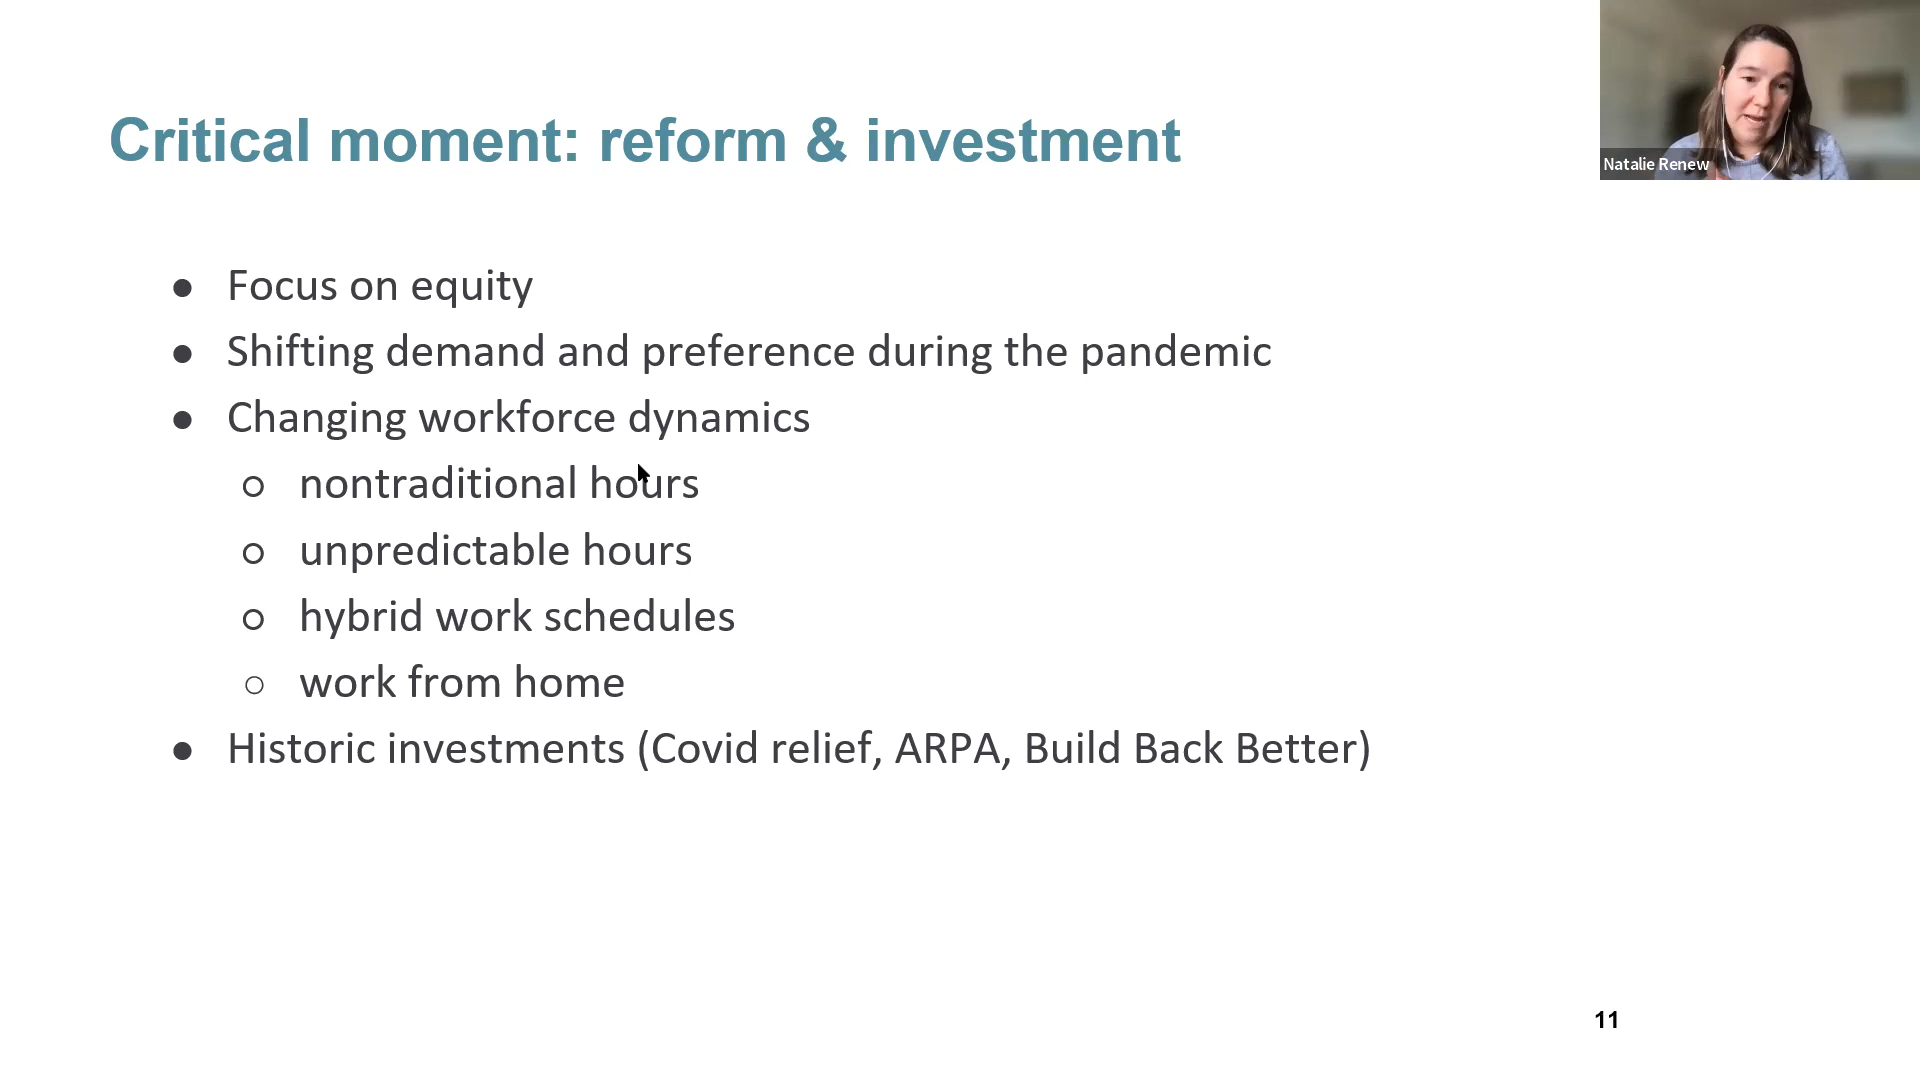 Critical moment: reform & investment
Natalie Renew
● Focus on equity
● Shifting demand and preference during the pandemic
● Changing workforce dynamics
○ nontraditional hours
○ unpredictable hours
○ hybrid work schedules
○ work from home
● Historic investments (Covid relief, ARPA, Build Back Better)
11